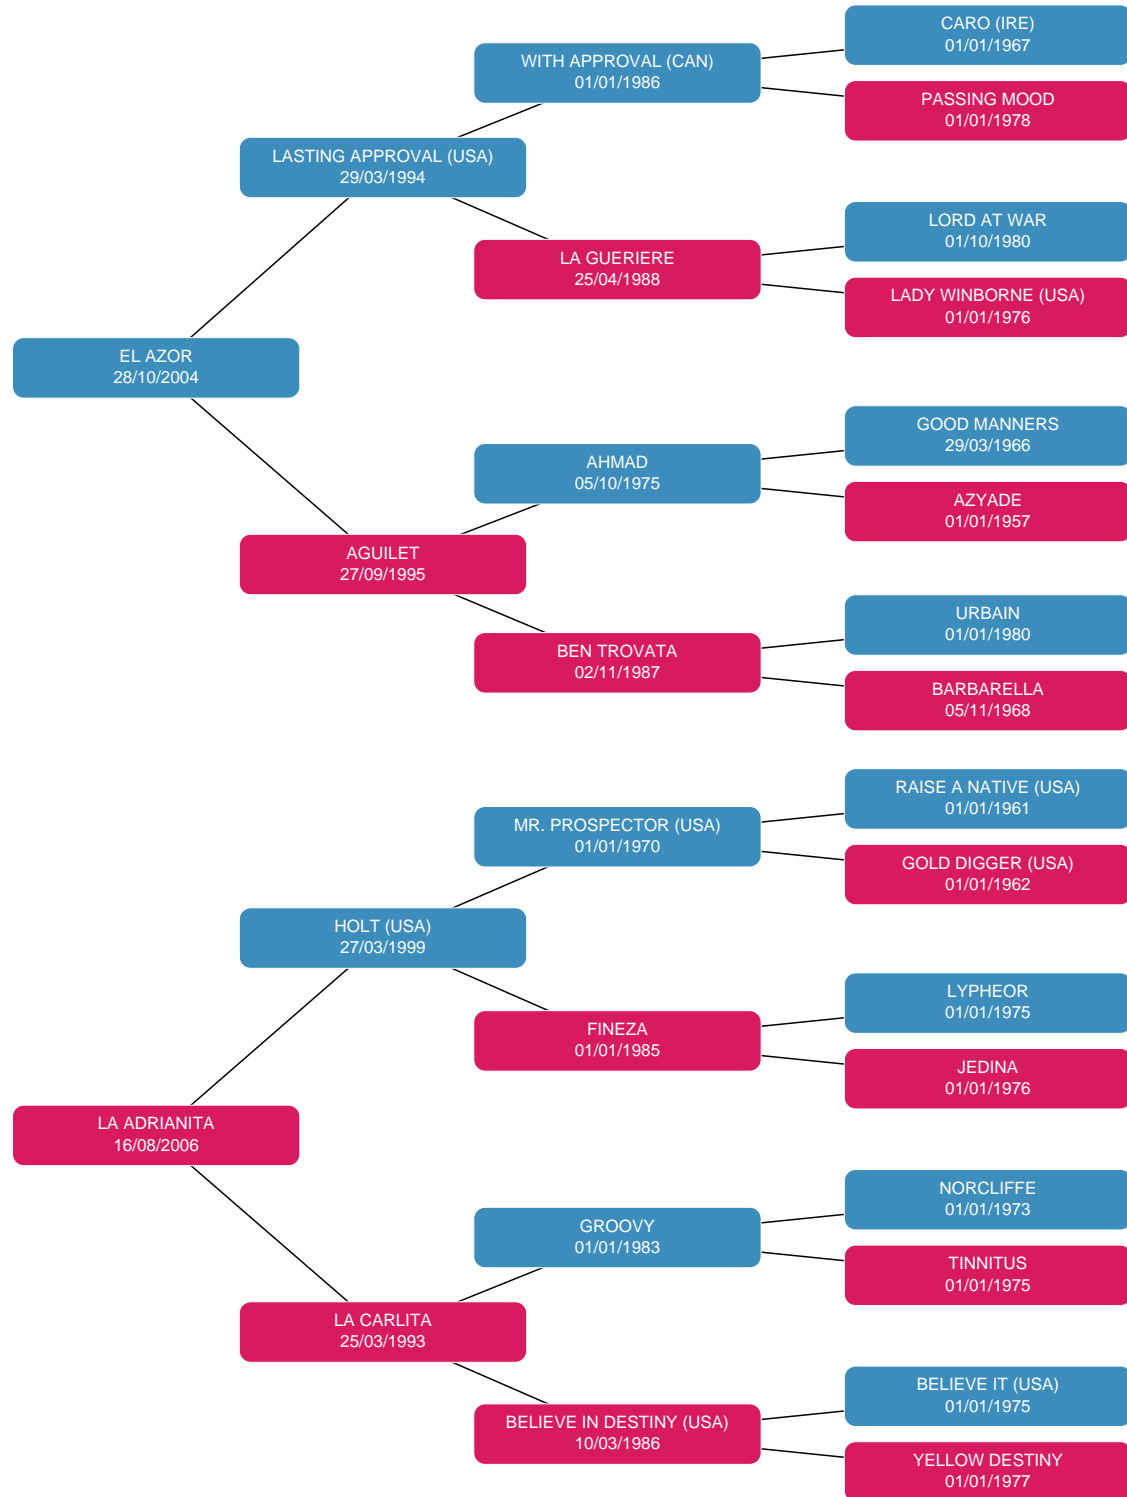 CARO (IRE)
01/01/1967
WITH APPROVAL (CAN)
01/01/1986
PASSING MOOD
01/01/1978
LASTING APPROVAL (USA)
29/03/1994
LORD AT WAR
01/10/1980
LA GUERIERE
25/04/1988
LADY WINBORNE (USA)
01/01/1976
EL AZOR
28/10/2004
GOOD MANNERS
29/03/1966
AHMAD
05/10/1975
AZYADE
01/01/1957
AGUILET
27/09/1995
URBAIN
01/01/1980
BEN TROVATA
02/11/1987
BARBARELLA
05/11/1968
RAISE A NATIVE (USA)
01/01/1961
MR. PROSPECTOR (USA)
01/01/1970
GOLD DIGGER (USA)
01/01/1962
HOLT (USA)
27/03/1999
LYPHEOR
01/01/1975
FINEZA
01/01/1985
JEDINA
01/01/1976
LA ADRIANITA
16/08/2006
NORCLIFFE
01/01/1973
GROOVY
01/01/1983
TINNITUS
01/01/1975
LA CARLITA
25/03/1993
BELIEVE IT (USA)
01/01/1975
BELIEVE IN DESTINY (USA)
10/03/1986
YELLOW DESTINY
01/01/1977